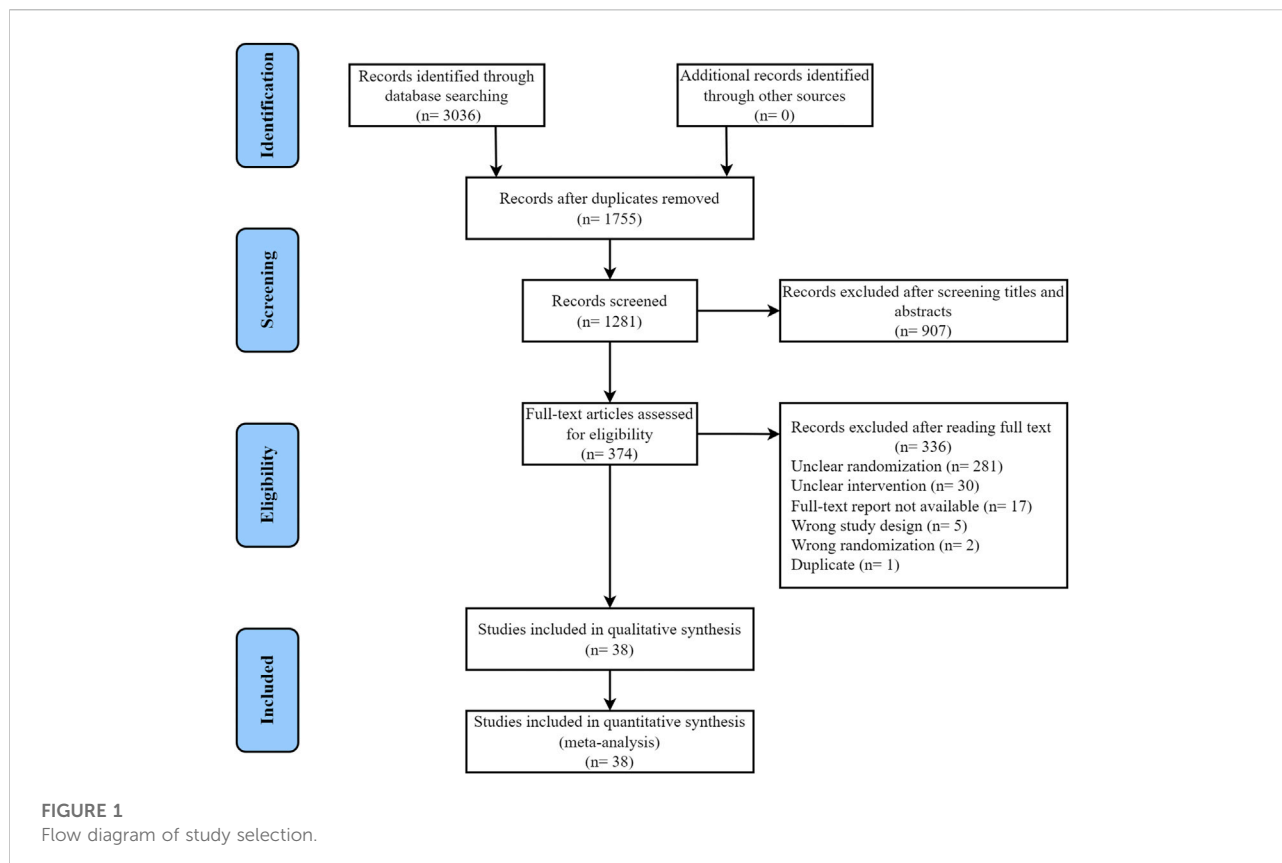 Identification
Records identified through
database searching
(n= 3036)
Additional records identified
through other sources
(n= 0)
Records after duplicates removed
(n= 1755)
Screening
Records screened
(n= 1281)
Records excluded after screening titles and
abstracts
(n= 907)
Eligibility
Full-text articles assessed
for eligibility
(n= 374)
Records excluded after reading full text
(n= 336)
Unclear randomization (n= 281)
Unclear intervention (n= 30)
Full-text report not available (n= 17)
Wrong study design (n= 5)
Wrong randomization (n= 2)
Duplicate (n= 1)
Included
Studies included in qualitative synthesis
(n= 38)
Studies included in quantitative synthesis
(meta-analysis)
(n= 38)
FIGURE 1
Flow diagram of study selection.